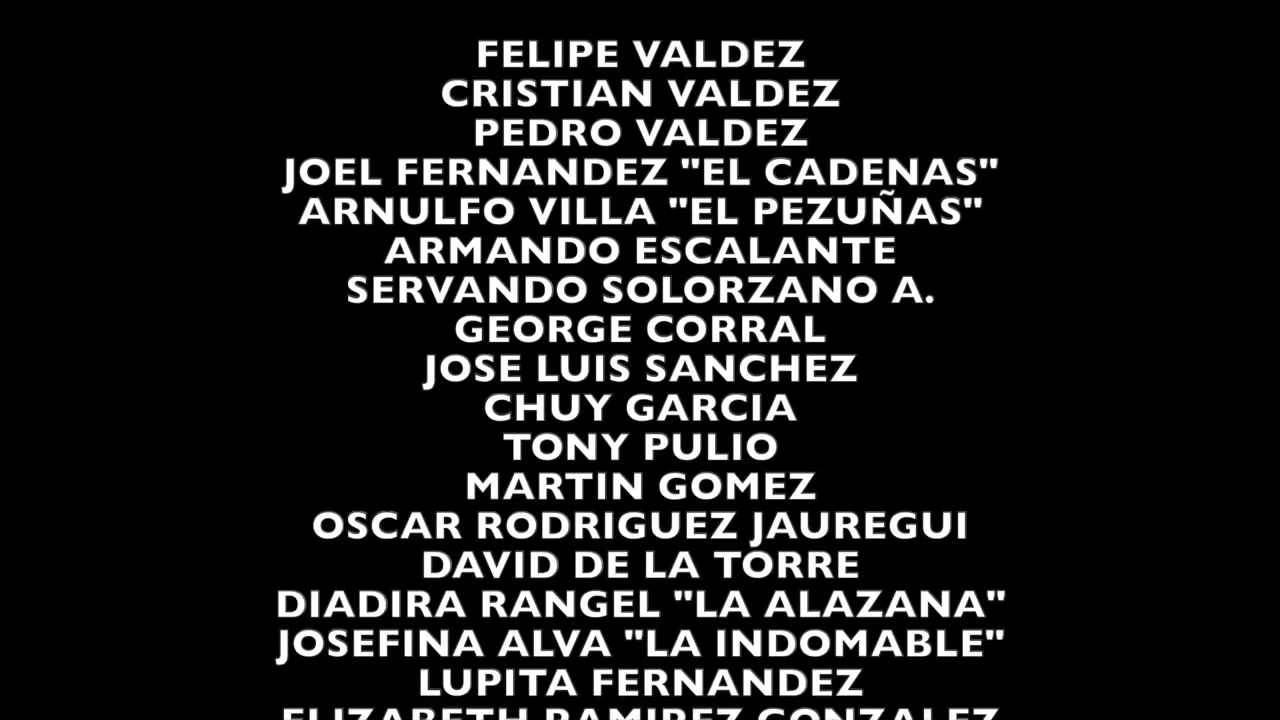 FELIPE VALDEZ
CRISTIAN VALDEZ
PEDRO VALDEZ
JOEL FERNANDEZ "EL CADENAS"
ARNULFO VILLA "EL PEZUÑAS"
ARMANDO ESCALANTE
SERVANDO SOLORZANO A.
GEORGE CORRAL
JOSE LUIS SANCHEZ
CHUY GARCIA
TONY PULIO
MARTIN GOMEZ
OSCAR RODRIGUEZ JAUREGUI
DAVID DE LA TORRE
DIADIRA RANGEL "LA ALAZANA"
JOSEFINA ALVA "LA INDOMABLE"
LUPITA FERNANDEZ
ELIZABETH RAMIREZ GONZALEZ